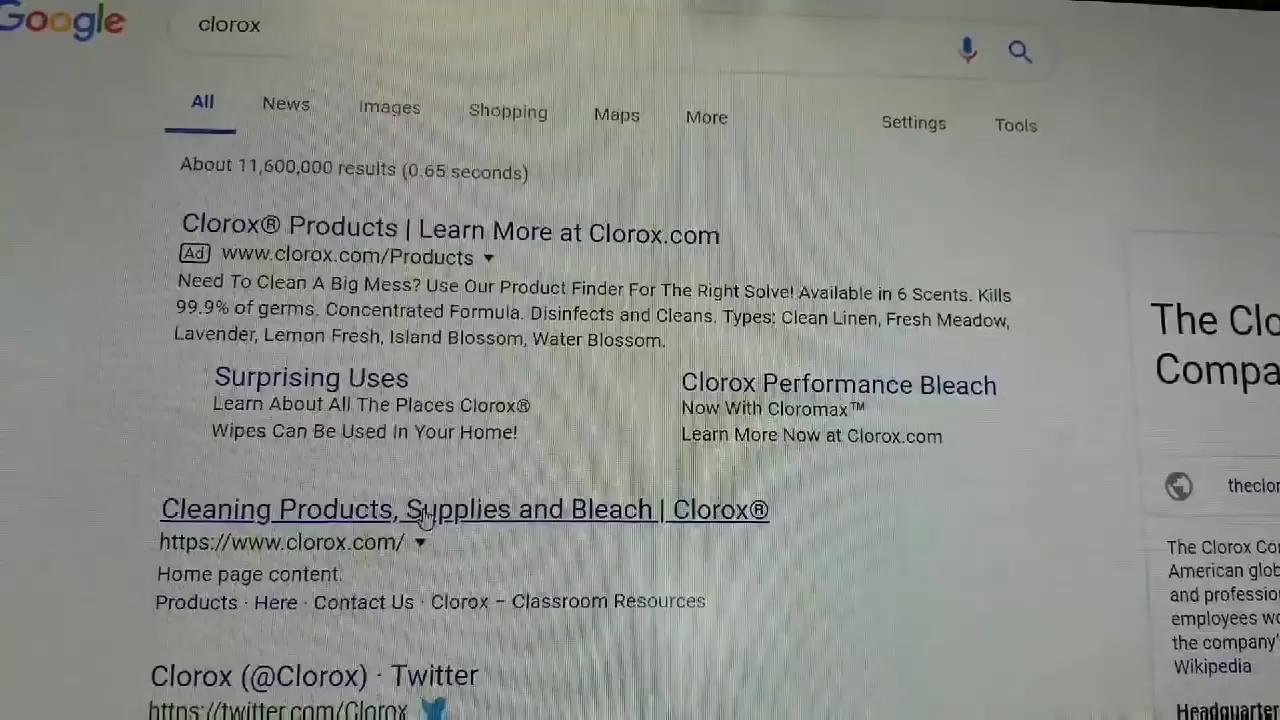 Google
clorox
All News Images Shopping Maps More Settings Tools
About 11,600,000 results (0.65 seconds)
Clorox® Products | Learn More at Clorox.com
Ad www.clorox.com/Products
Need To Clean A Big Mess? Use Our Product Finder For The Right Solve! Available in 6 Scents. Kills
99.9% of germs. Concentrated Formula. Disinfects and Cleans. Types: Clean Linen, Fresh Meadow,
Lavender, Lemon Fresh, Island Blossom, Water Blossom.
Surprising Uses
Learn About All The Places Clorox®
Wipes Can Be Used In Your Home!
Clorox Performance Bleach
Now With Cloromax™
Learn More Now at Clorox.com
Cleaning Products, Supplies and Bleach | Clorox®
https://www.clorox.com/
Home page content.
Products · Here · Contact Us · Clorox – Classroom Resources
Clorox (@Clorox) · Twitter
https://twitter.com/Clorox
The Clo
Compa
theclor
The Clorox Co
American glob
and professio
employees wo
the company'
Wikipedia
Headquarter